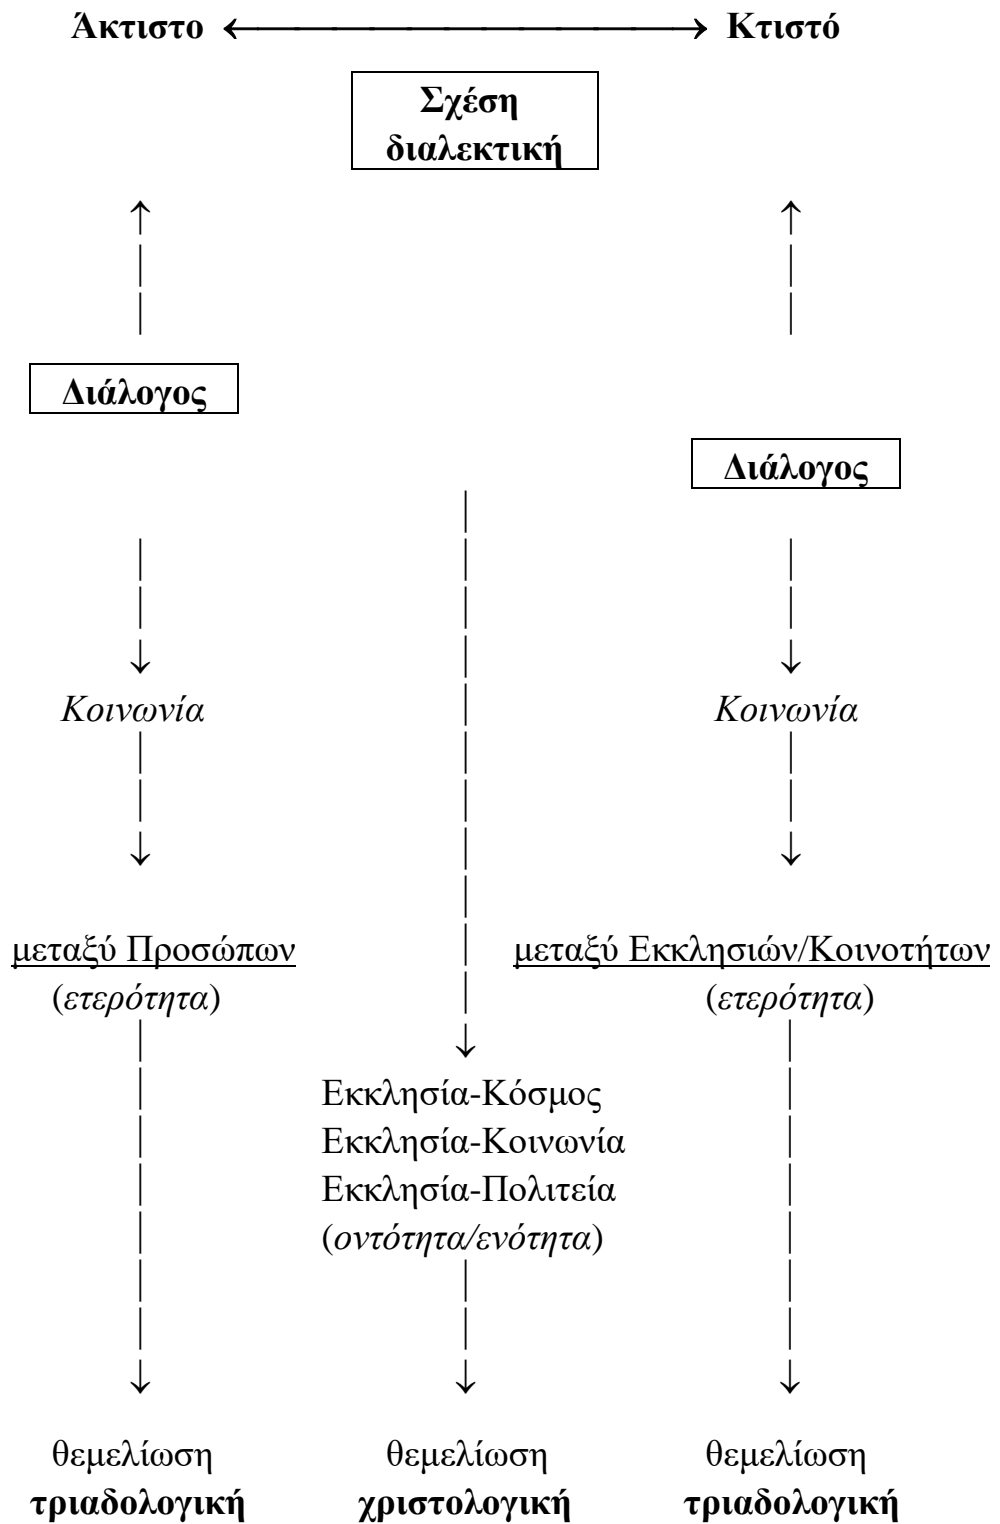 Άκτιστο ←→ Κτιστό
Σχέση
διαλεκτική
Διάλογος
Διάλογος
Κοινωνία
Κοινωνία
μεταξύ Προσώπων
μεταξύ Εκκλησιών/Κοινοτήτων
(ετερότητα)
(ετερότητα)
Εκκλησία-Κόσμος
Εκκλησία-Κοινωνία
Εκκλησία-Πολιτεία
(οντότητα/ενότητα)
θεμελίωση
τριαδολογική
θεμελίωση
χριστολογική
θεμελίωση
τριαδολογική